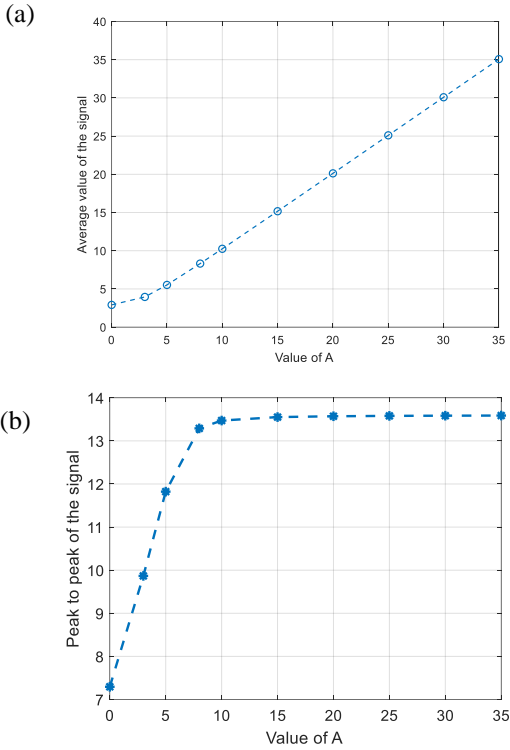 (a)
40
35
30
25
20
15
10
5
0
Average value of the signal
0 5 10 15 20 25 30 35
Value of A
(b)
14
13
12
11
10
9
8
7
Peak to peak of the signal
0 5 10 15 20 25 30 35
Value of A